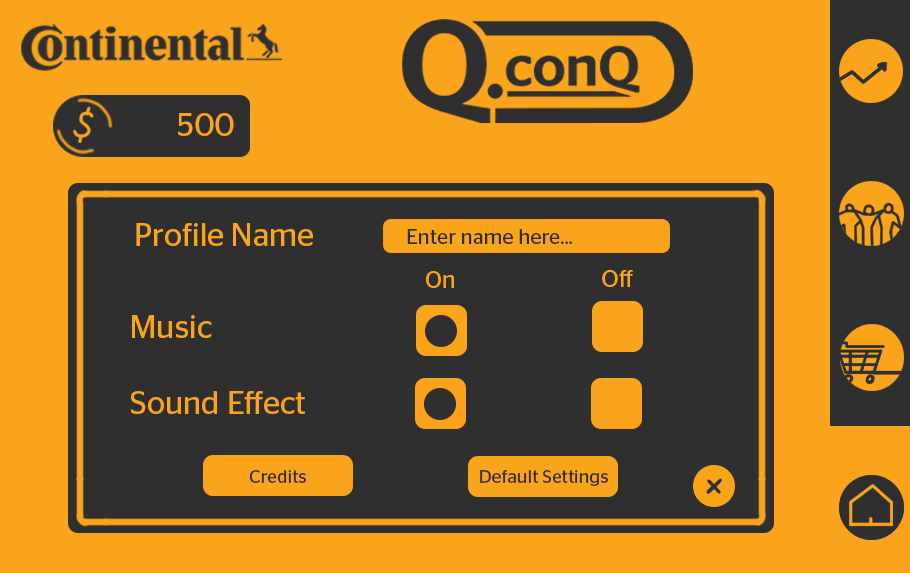 Continental
Q.conQ
$ 500
Profile Name
Enter name here...
On
Off
Music
Sound Effect
Credits
Default Settings